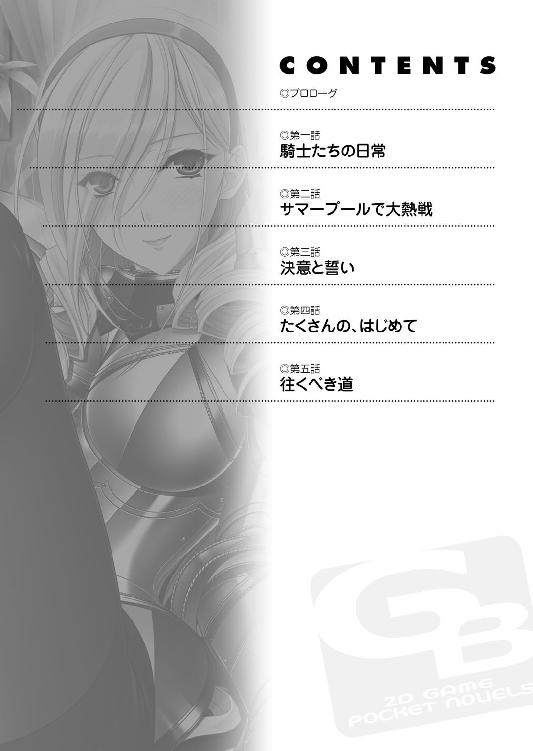 CONTENTS
◎プロローグ
◎第一話
騎士たちの日常
◎第二話
サマープールで大熱戦
◎第三話
決意と誓い
◎第四話
たくさんの、はじめて
◎第五話
往くべき道
GB
2D GAME
POCKET NOVELS